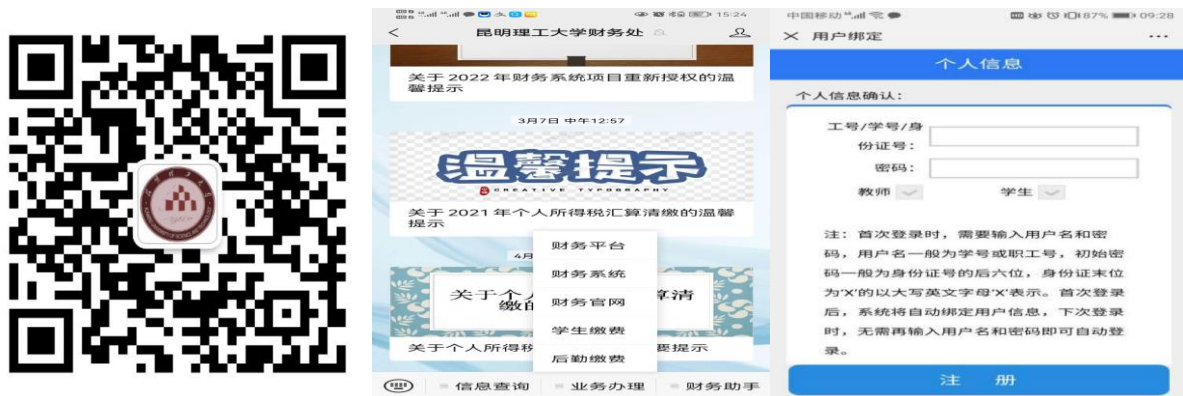 15:24
昆明理工大学财务处
关于2022年财务系统项目重新授权的温
馨提示
3月7日 中午12:57
温馨提示
CREATIVE TYPOGRAPHY
关于2021年个人所得税汇算清缴的温馨
提示
4月
关于个
算清
缴的
关于个人所得税
要提示
财务平台
财务系统
财务官网
学生缴费
后勤缴费
信息查询
业务办理
财务助手
中国移动
87%
09:28
用户绑定
个人信息
个人信息确认：
工号/学号/身
份证号：
密码：
教师
学生
注：首次登录时，需要输入用户名和密
码，用户名一般为学号或职工号，初始密
码一般为身份证号的后六位，身份证末位
为'X'的以大写英文字母'X'表示。首次登录
后，系统将自动绑定用户信息，下次登录
时，无需再输入用户名和密码即可自动登
录。
注 册